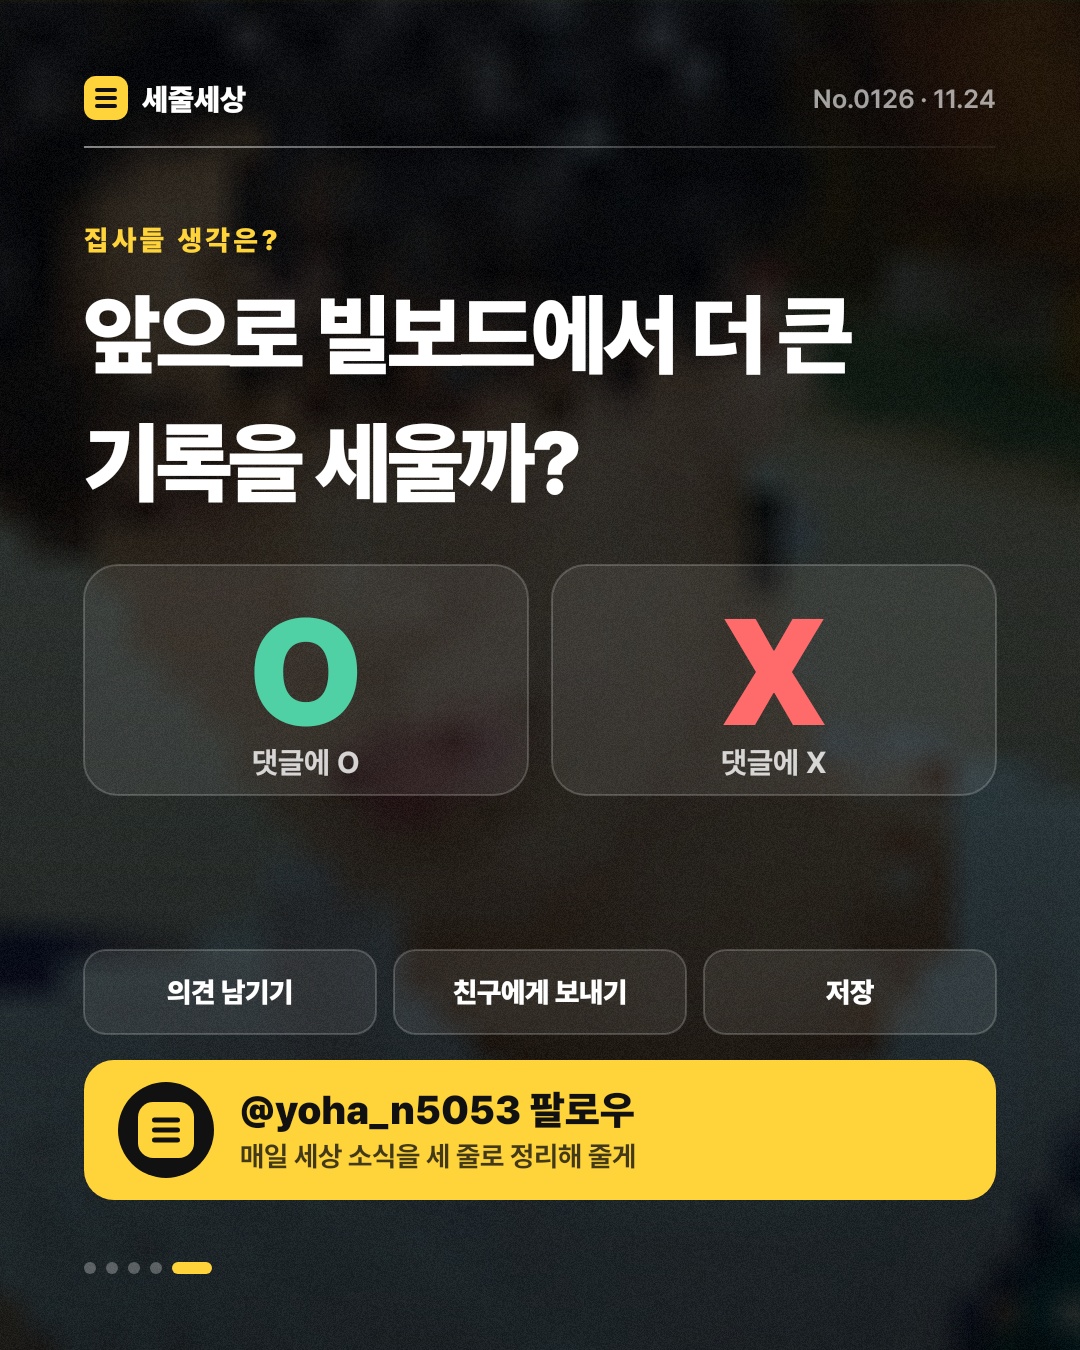 세줄세상
No.0126 · 11.24
집사들 생각은?
앞으로 빌보드에서 더 큰
기록을 세울까?
O
X
댓글에 O
댓글에 X
의견 남기기
친구에게 보내기
저장
@yoha_n5053 팔로우
매일 세상 소식을 세 줄로 정리해 줄게